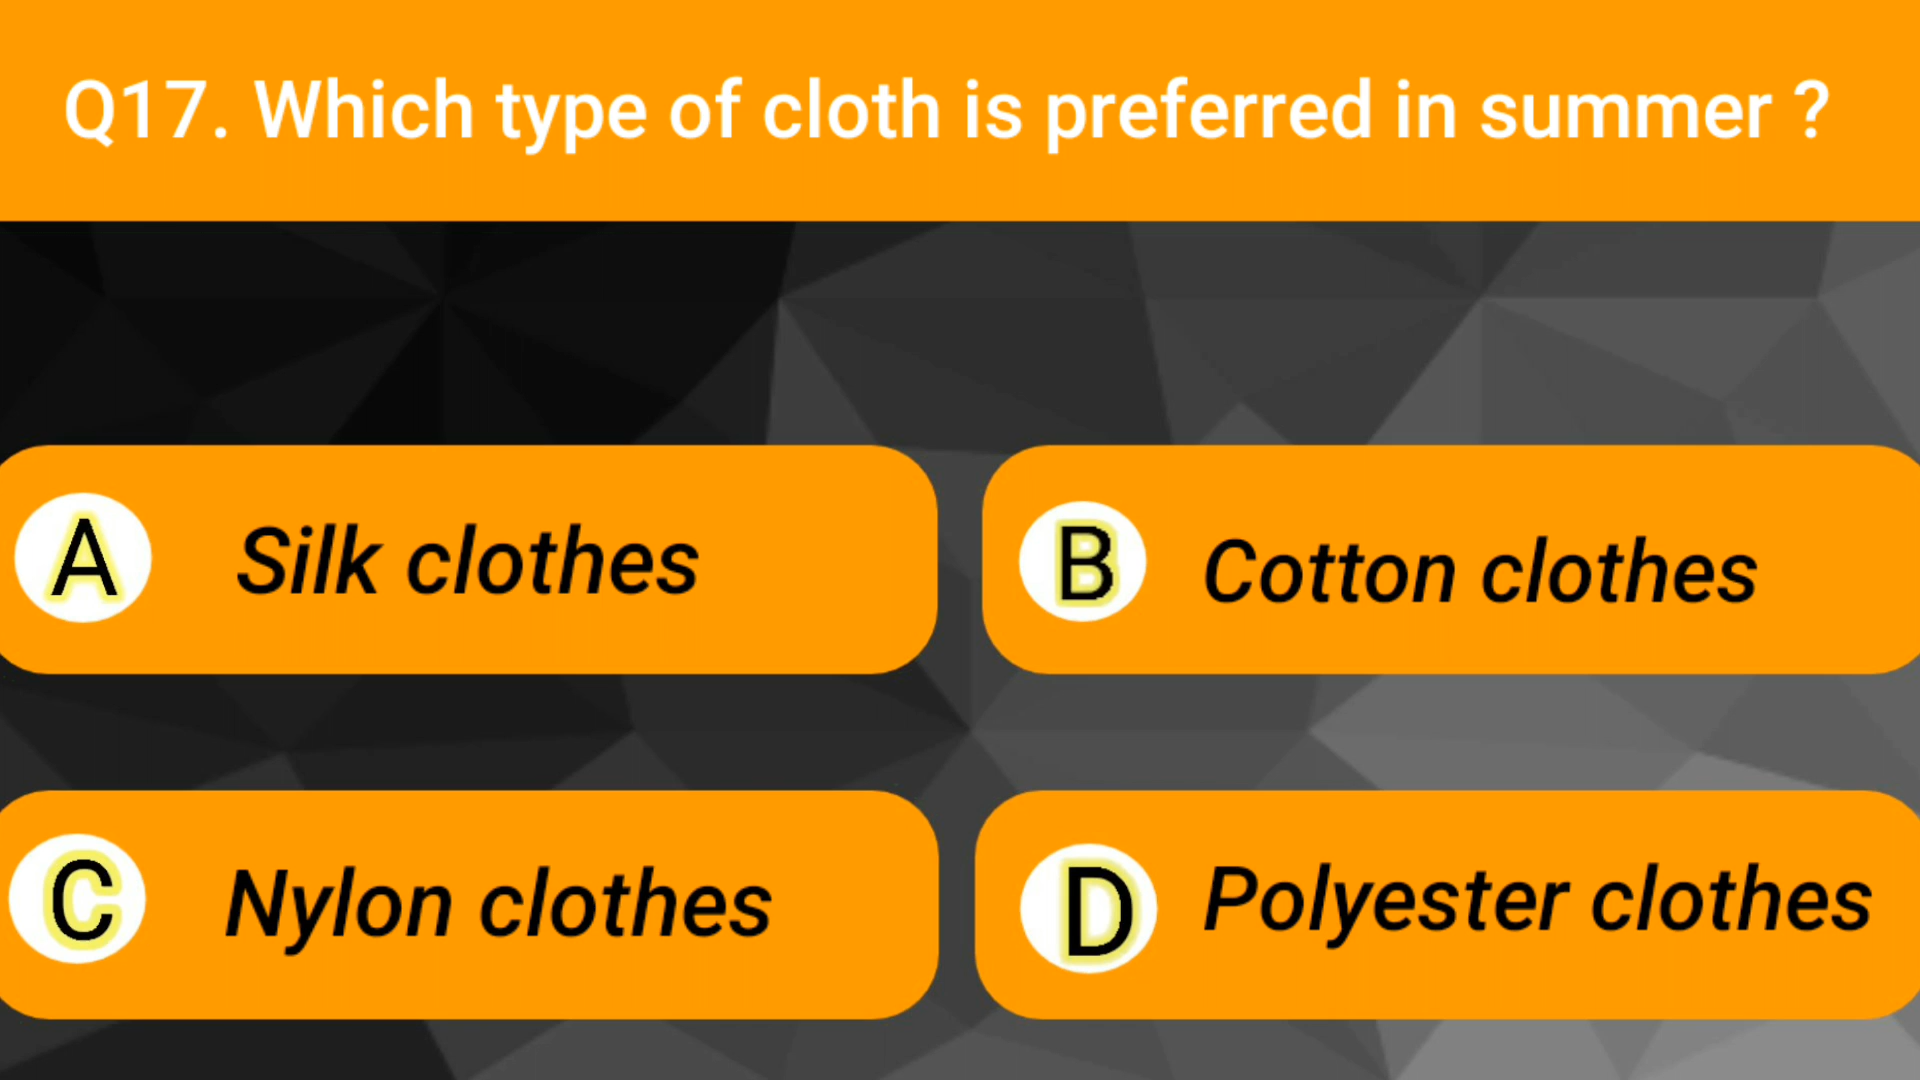 Q17. Which type of cloth is preferred in summer ?
A Silk clothes
B Cotton clothes
C Nylon clothes
D Polyester clothes